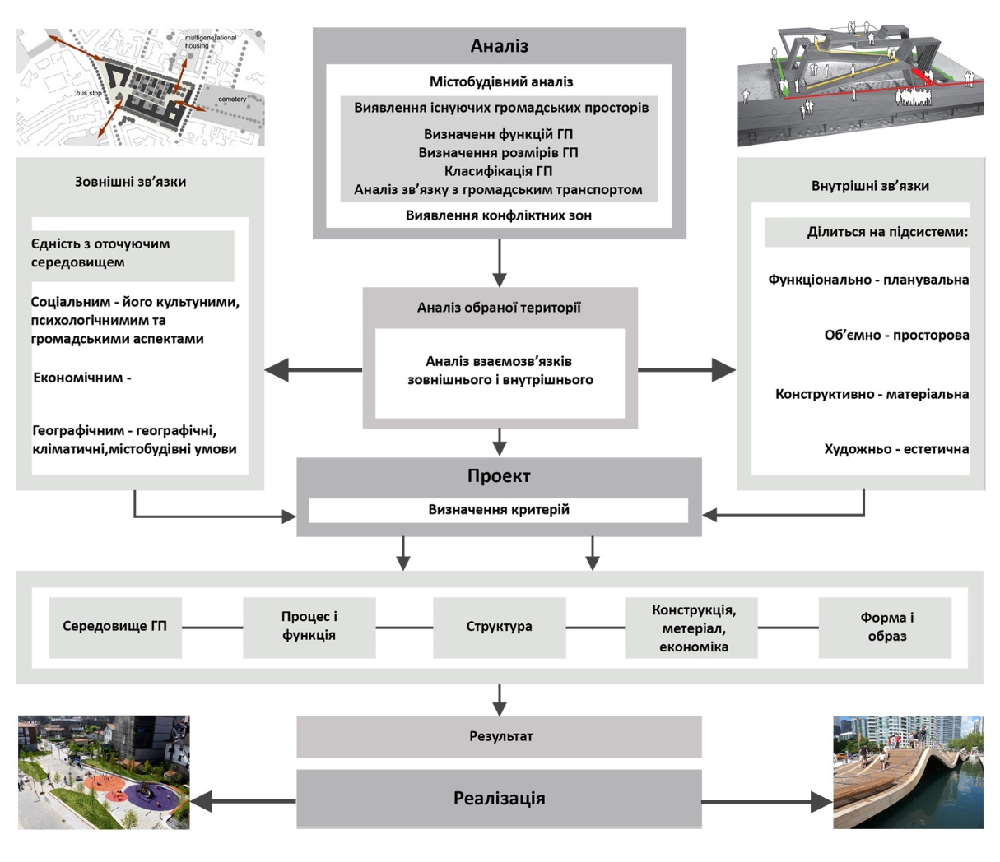 multigenerational
housing
bus stop
cemetery
Аналіз
Містобудівний аналіз
Виявлення існуючих громадських просторів
Визначенн функцій ГП
Визначення розмірів ГП
Класифікація ГП
Аналіз зв’язку з громадським транспортом
Виявлення конфліктних зон
Зовнішні зв’язки
Єдність з оточуючим
середовищем
Соціальним - його культуними,
психологічнимим та
громадськими аспектами
Економічним -
Географічним - географічні,
кліматичні,містобудівні умови
Аналіз обраної території
Аналіз взаємозв’язків
зовнішнього і внутрішнього
Внутрішні зв’язки
Ділиться на підсистеми:
Функціонально - планувальна
Об’ємно - просторова
Конструктивно - матеріальна
Художньо - естетична
Проект
Визначення критерій
Середовище ГП
Процес і
функція
Структура
Конструкція,
метеріал,
економіка
Форма і
образ
Результат
Реалізація